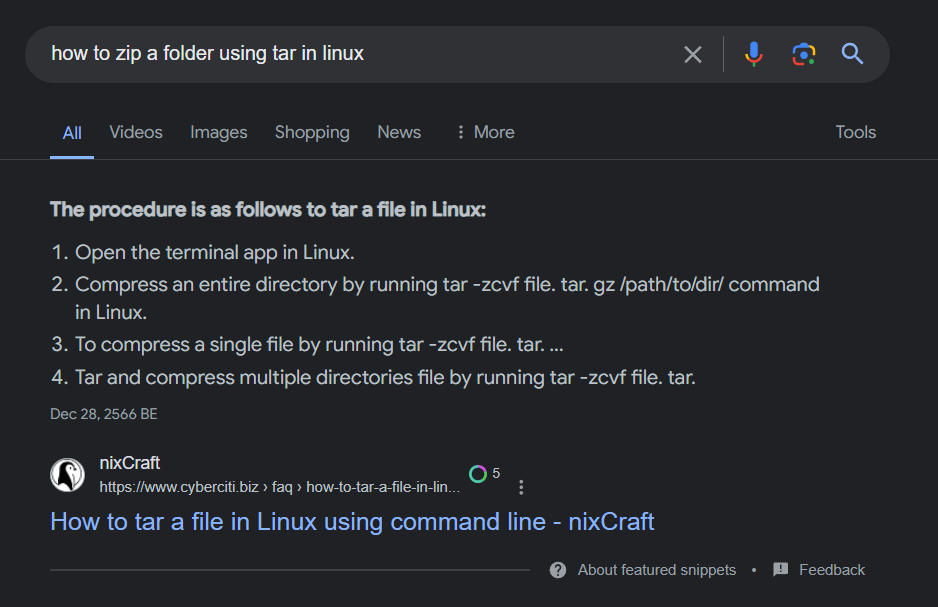 how to zip a folder using tar in linux
All Videos Images Shopping News More Tools
The procedure is as follows to tar a file in Linux:
1. Open the terminal app in Linux.
2. Compress an entire directory by running tar -zcvf file. tar. gz /path/to/dir/ command
in Linux.
3. To compress a single file by running tar -zcvf file. tar. ...
4. Tar and compress multiple directories file by running tar -zcvf file. tar.
Dec 28, 2566 BE
nixCraft
5
https://www.cyberciti.biz › faq › how-to-tar-a-file-in-lin...
How to tar a file in Linux using command line - nixCraft
About featured snippets • Feedback